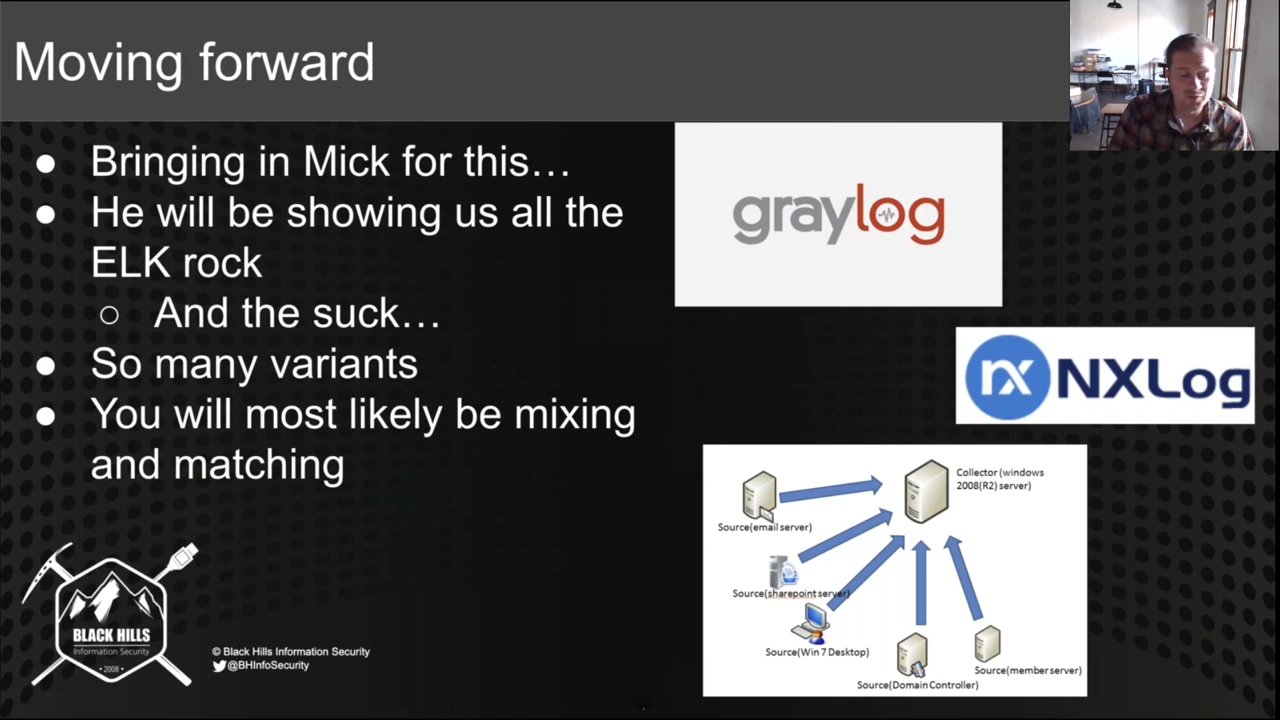 Moving forward
● Bringing in Mick for this…
● He will be showing us all the
ELK rock
○ And the suck…
● So many variants
● You will most likely be mixing
and matching
graylog
nx NXLog
Collector (windows
2008(R2) server)
Source(email server)
Source(sharepoint server)
Source(Win 7 Desktop)
Source(Domain Controller)
Source(member server)
BLACK HILLS
Information Security
• 2008 •
© Black Hills Information Security
@BHInfoSecurity